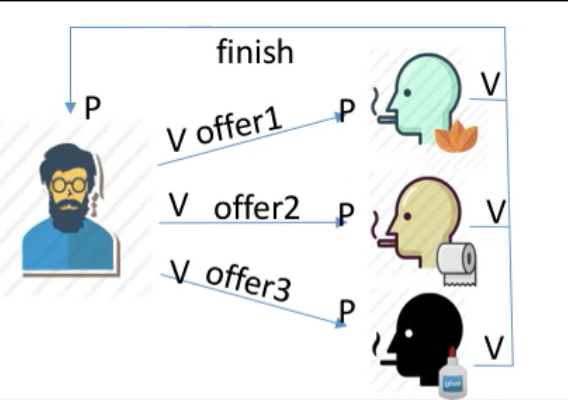 finish
P
V offer1 P
V
V offer2 P
V
V offer3 P
V
glue